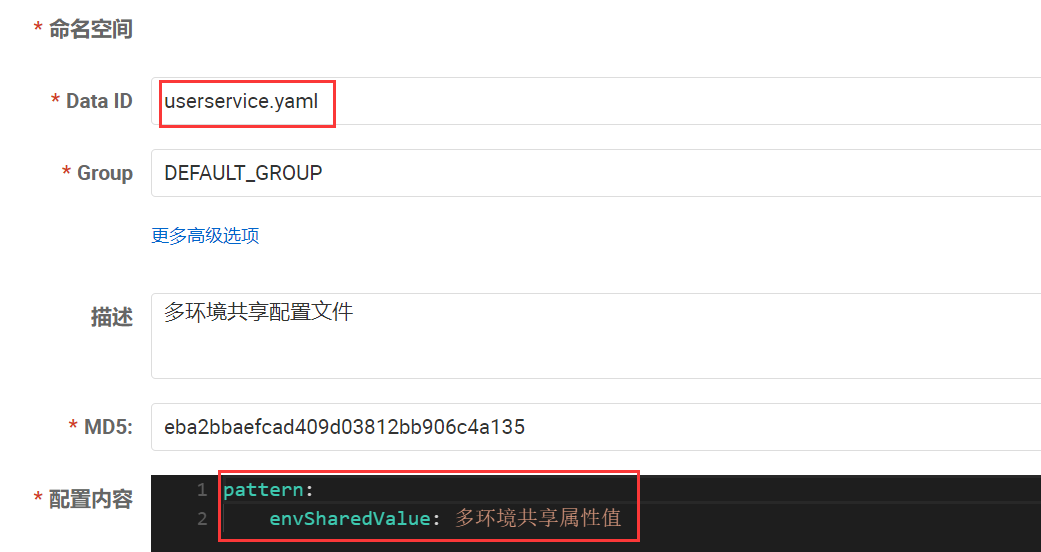 * 命名空间
* Data ID userservice.yaml
* Group DEFAULT_GROUP
更多高级选项
描述 多环境共享配置文件
* MD5: eba2bbaefcad409d03812bb906c4a135
* 配置内容 1 pattern:
2 envSharedValue: 多环境共享属性值